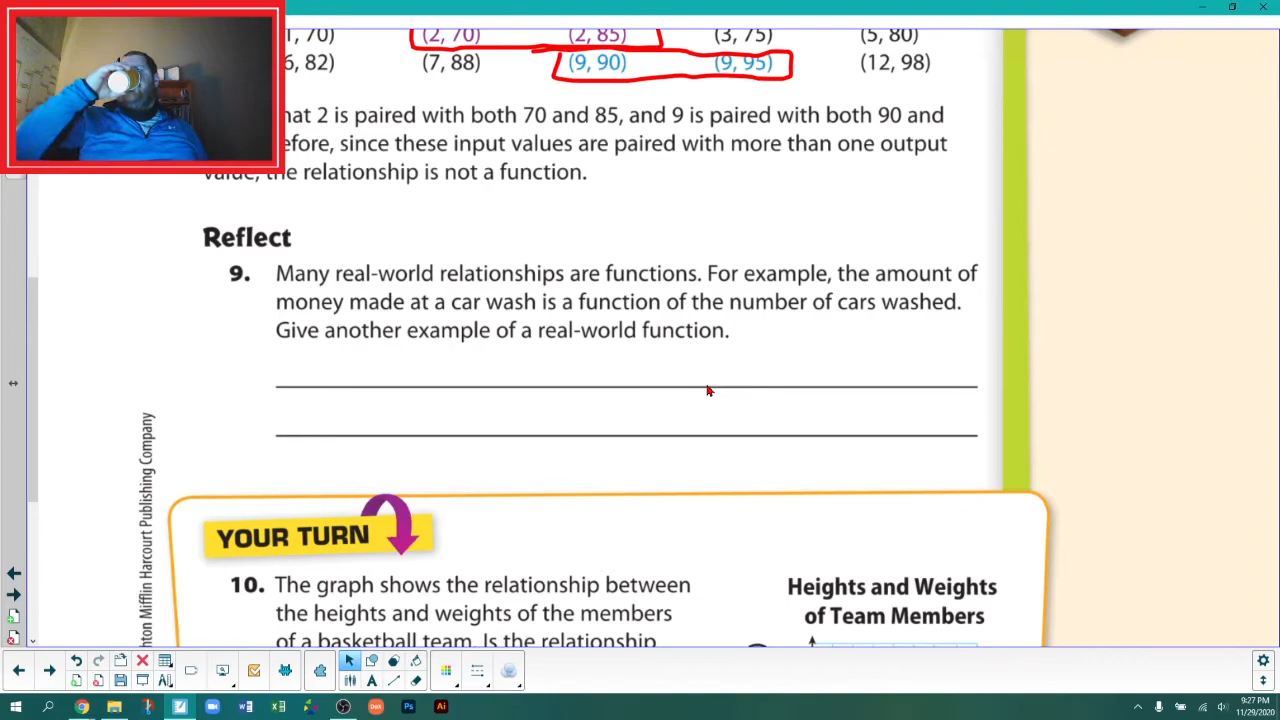 1, 70) (2, 70) (2, 85) (3, 75) (5, 80)
6, 82) (7, 88) (9, 90) (9, 95) (12, 98)
hat 2 is paired with both 70 and 85, and 9 is paired with both 90 and
efore, since these input values are paired with more than one output
value, the relationship is not a function.
Reflect
9. Many real-world relationships are functions. For example, the amount of
money made at a car wash is a function of the number of cars washed.
Give another example of a real-world function.
hton Mifflin Harcourt Publishing Company
YOUR TURN
10. The graph shows the relationship between
the heights and weights of the members
of a basketball team. Is the relationship
Heights and Weights
of Team Members
9:27 PM
11/29/2020